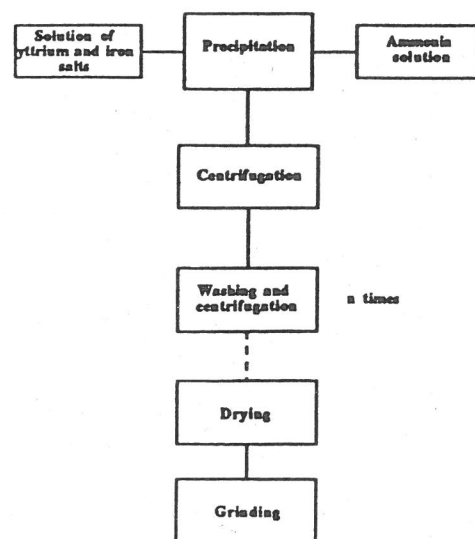 Solution of
yttrium and iron
salts
Precipitation
Ammonia
solution
Centrifugation
Washing and
centrifugation
n times
Drying
Grinding